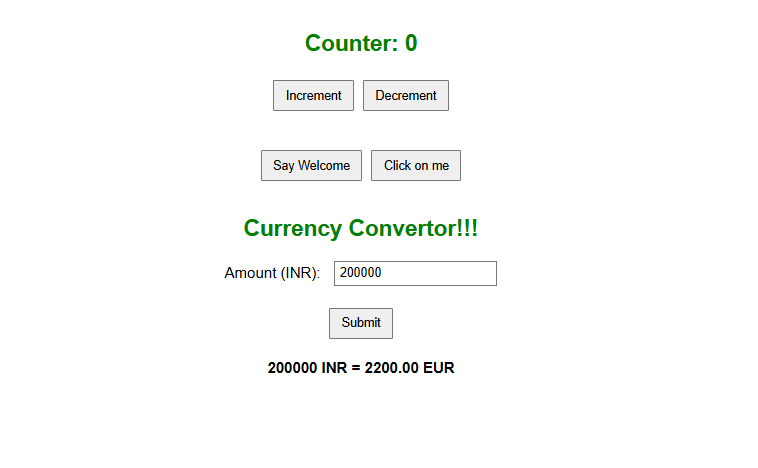 Counter: 0
Increment Decrement
Say Welcome Click on me
Currency Convertor!!!
Amount (INR): 200000
Submit
200000 INR = 2200.00 EUR